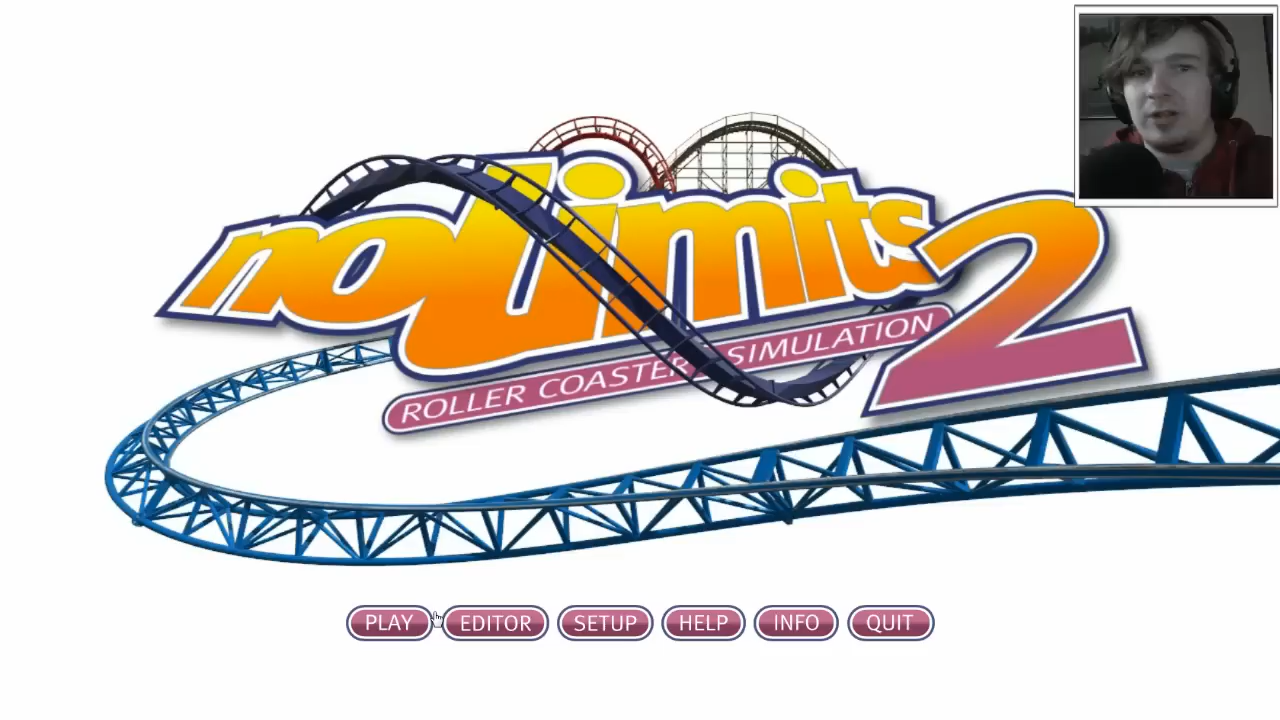 noLimits 2
ROLLER COASTER SIMULATION
PLAY EDITOR SETUP HELP INFO QUIT